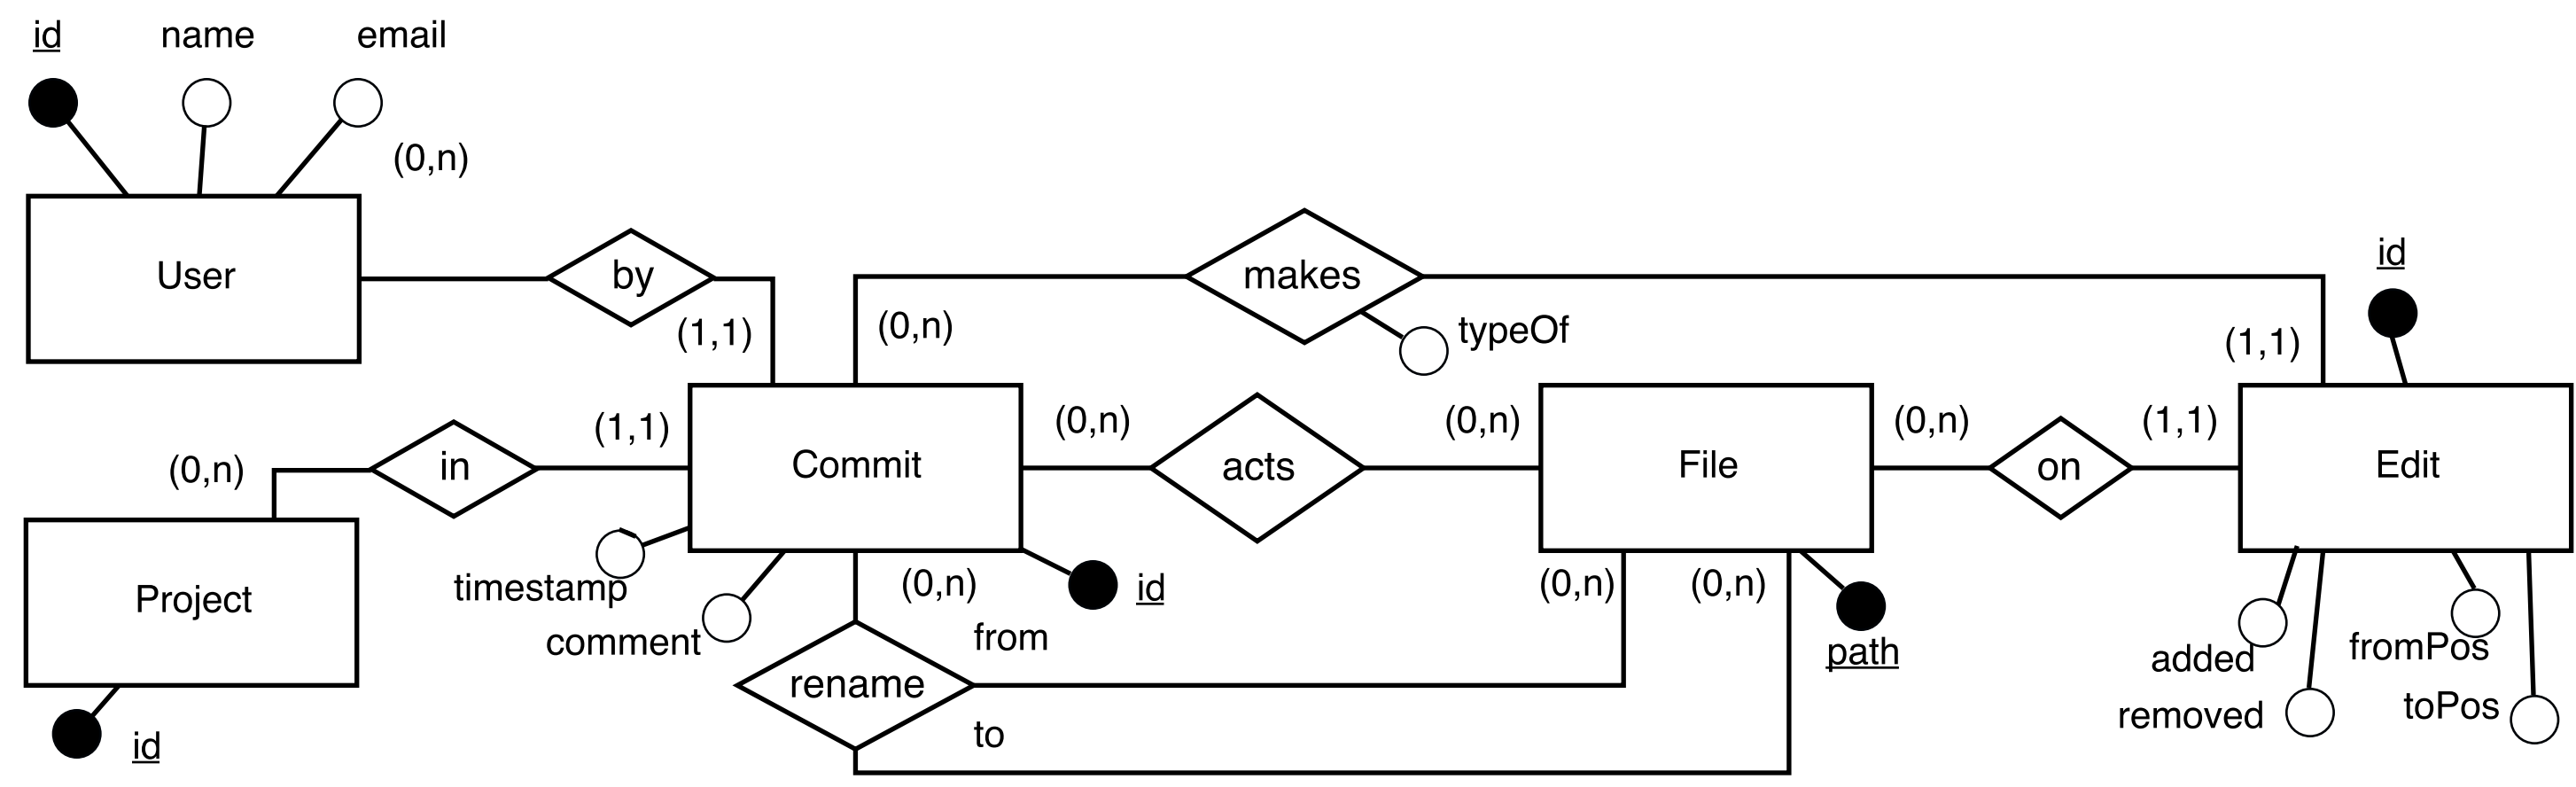 id name email
(0,n)
User
by
(1,1)
makes
(0,n)
typeOf
id
(1,1)
in
(0,n)
(1,1)
Commit
(0,n)
acts
(0,n)
File
(0,n)
on
(1,1)
Edit
Project
id
timestamp
comment
(0,n)
id
from
rename
to
(0,n)
(0,n)
path
added
removed
fromPos
toPos